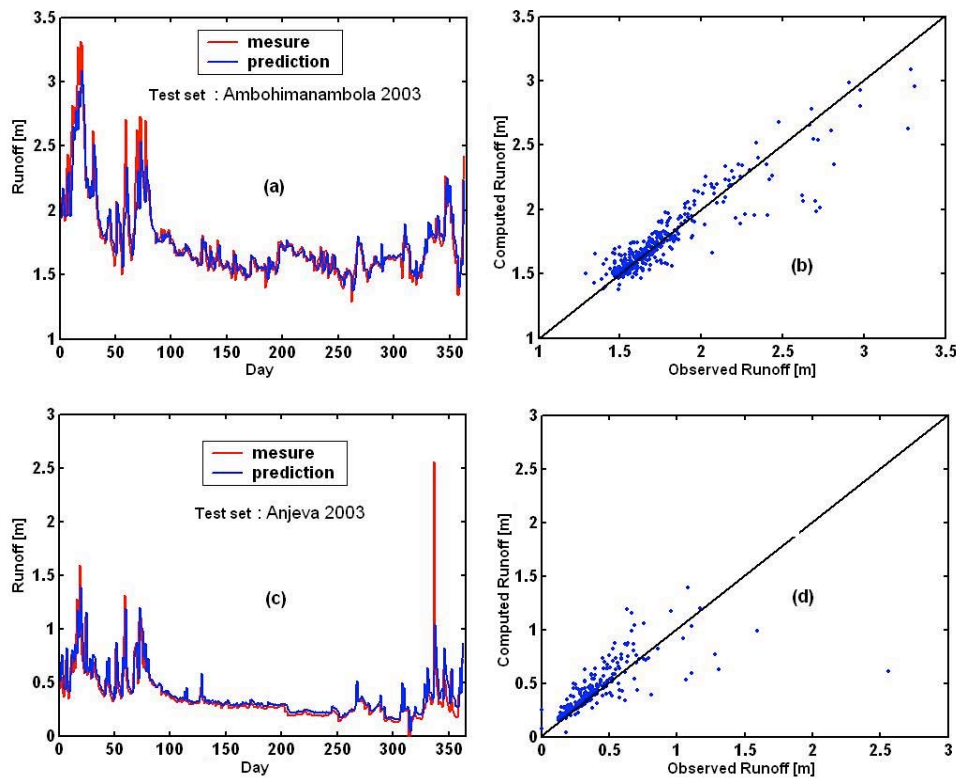 3.5
3
2.5
2
1.5
1
Runoff [m]
mesure
prediction
Test set : Ambohimanambola 2003
(a)
0 50 100 150 200 250 300 350
Day
3.5
3
2.5
2
1.5
1
Computed Runoff [m]
(b)
1 1.5 2 2.5 3 3.5
Observed Runoff [m]
3
2.5
2
1.5
1
0.5
0
Runoff [m]
mesure
prediction
Test set : Anjeva 2003
(c)
0 50 100 150 200 250 300 350
Day
3
2.5
2
1.5
1
0.5
0
Computed Runoff [m]
(d)
0 0.5 1 1.5 2 2.5 3
Observed Runoff [m]